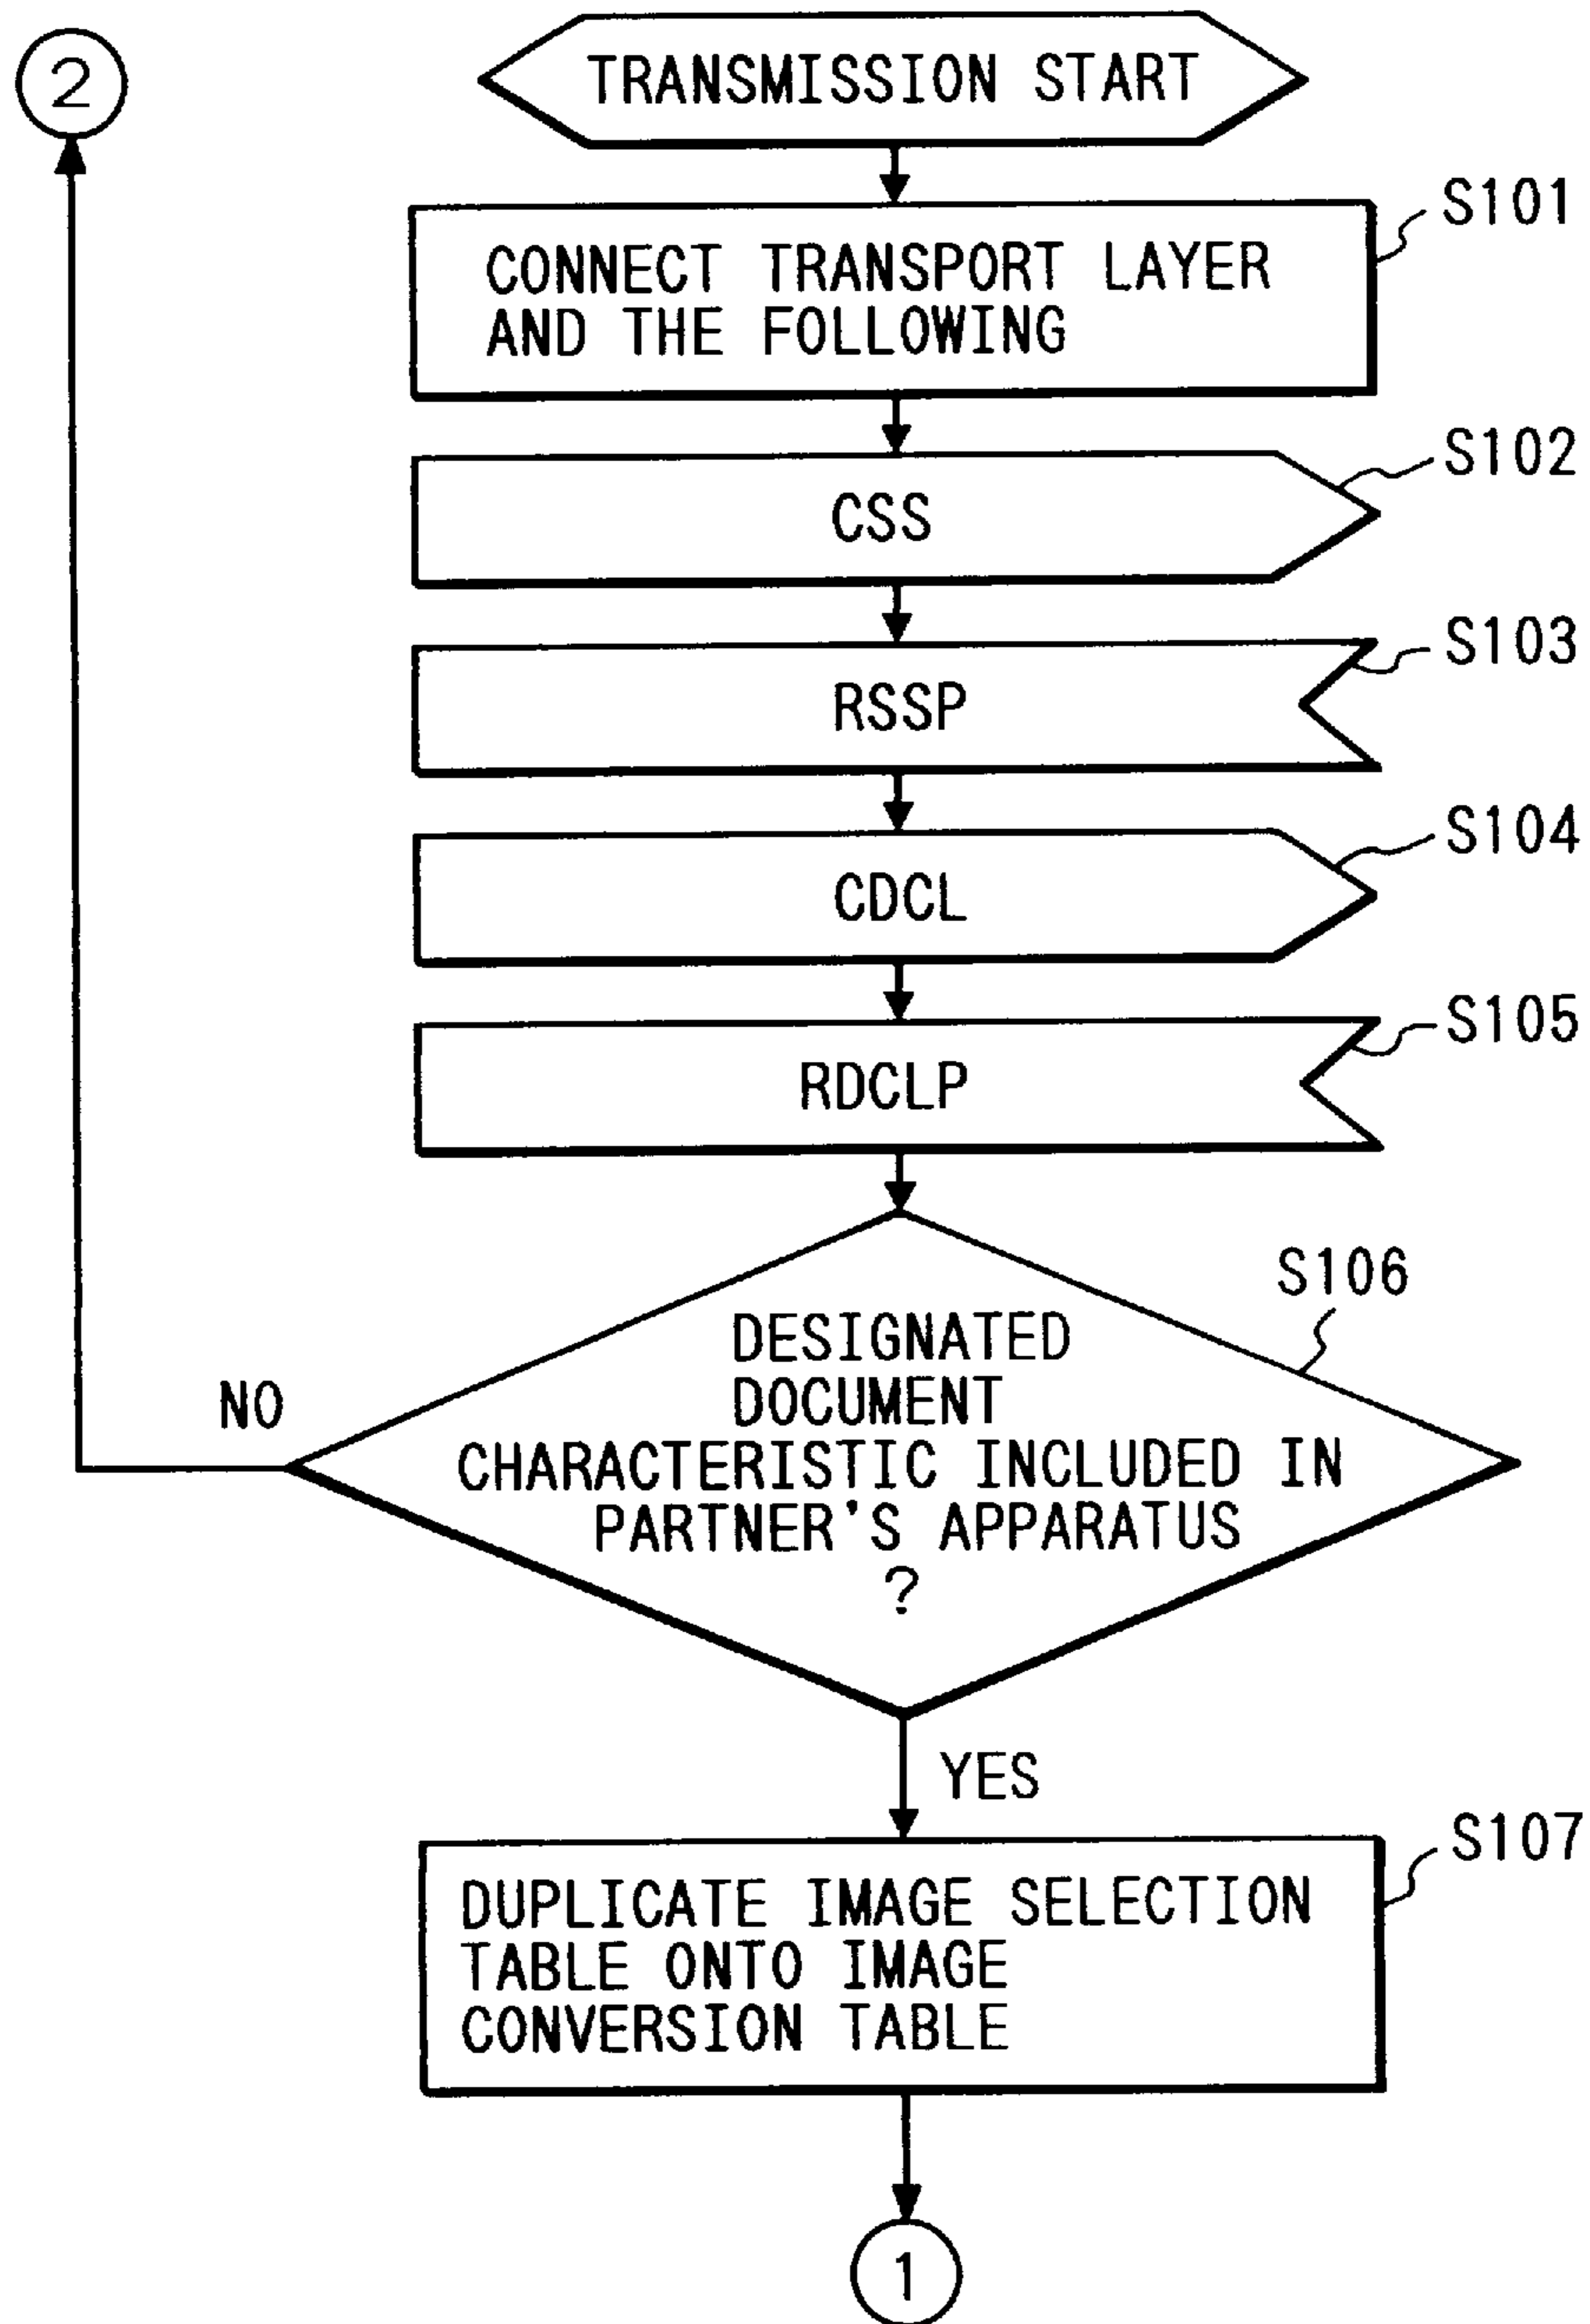 2
TRANSMISSION START
S101
CONNECT TRANSPORT LAYER
AND THE FOLLOWING
S102
CSS
S103
RSSP
S104
CDCL
S105
RDCLP
S106
DESIGNATED
DOCUMENT
CHARACTERISTIC INCLUDED IN
PARTNER'S APPARATUS
?
NO
YES
S107
DUPLICATE IMAGE SELECTION
TABLE ONTO IMAGE
CONVERSION TABLE
1